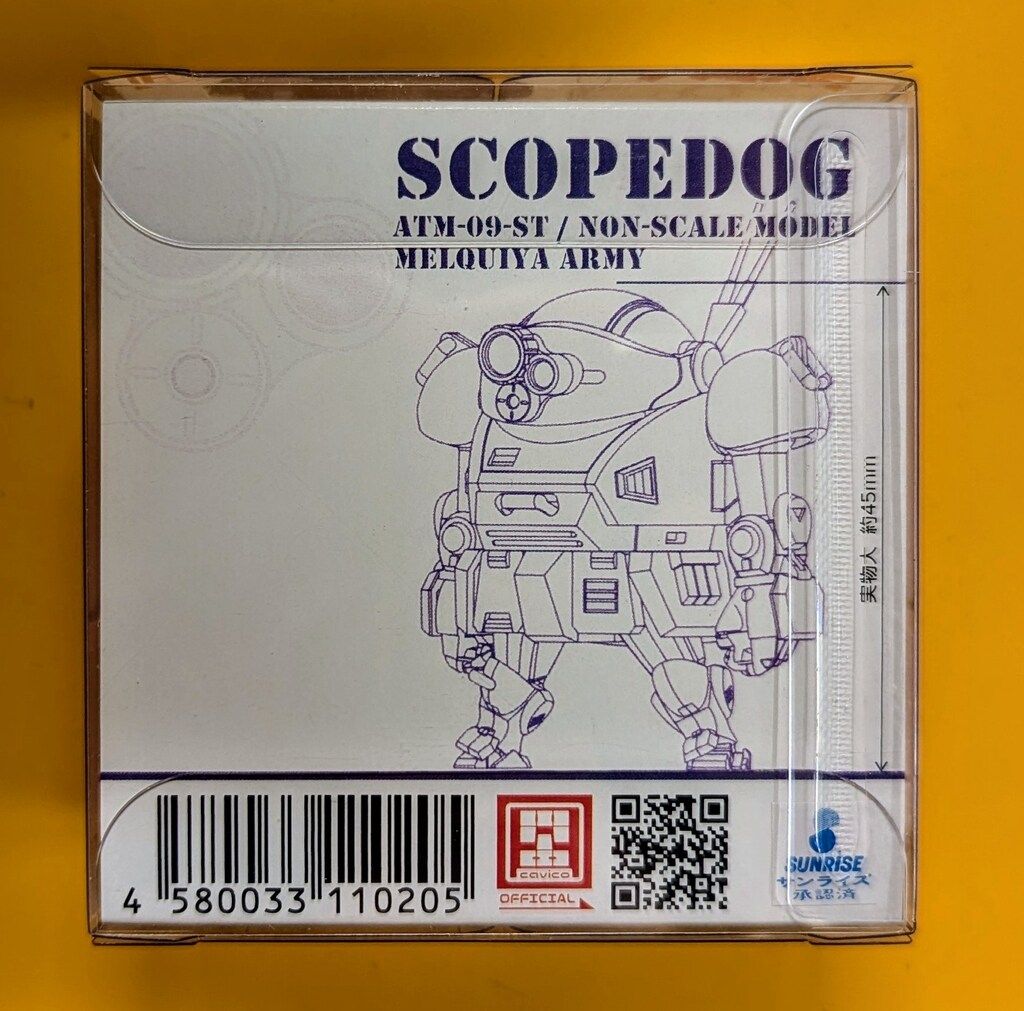 SCOPEDOG
ATM-09-ST / NON-SCALE MODEL
MELQUIYA ARMY
実物大 約45mm
4 580033 110205
cavico
OFFICIAL
SUNRISE
サンライズ
承認済